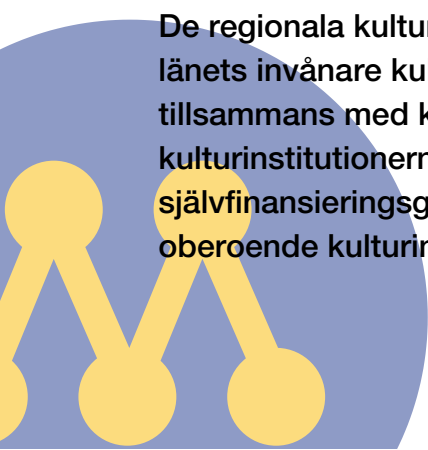 De regionala kultur
länets invånare ku
tillsammans med k
kulturinstitutionern
självfinansieringsg
oberoende kulturin